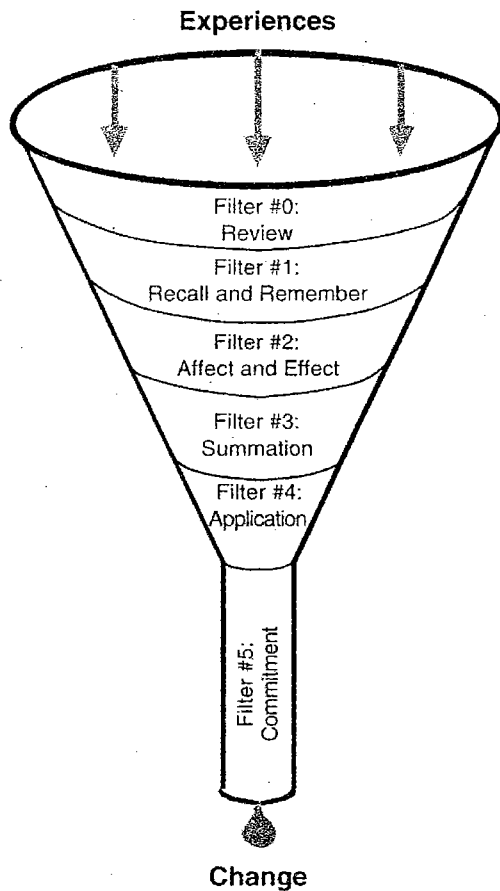 Experiences
Filter #0:
Review
Filter #1:
Recall and Remember
Filter #2:
Affect and Effect
Filter #3:
Summation
Filter #4:
Application
Filter #5:
Commitment
Change